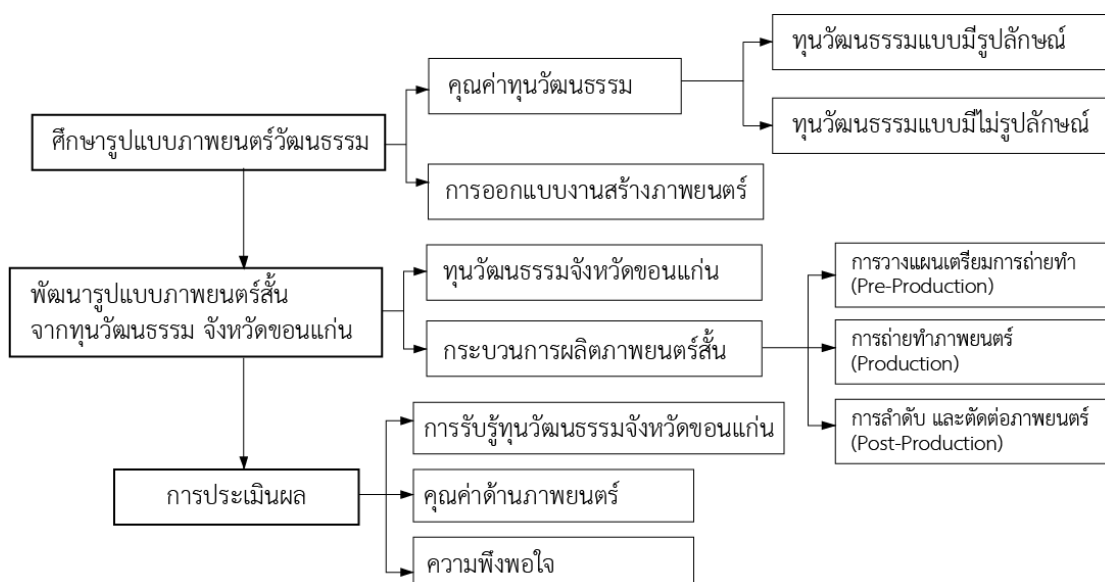 ทุนวัฒนธรรมแบบมีรูปลักษณ์
คุณค่าทุนวัฒนธรรม
ทุนวัฒนธรรมแบบมีไม่รูปลักษณ์
ศึกษารูปแบบภาพยนตร์วัฒนธรรม
การออกแบบงานสร้างภาพยนตร์
ทุนวัฒนธรรมจังหวัดขอนแก่น
พัฒนารูปแบบภาพยนตร์สั้น
จากทุนวัฒนธรรม จังหวัดขอนแก่น
กระบวนการผลิตภาพยนตร์สั้น
การวางแผนเตรียมการถ่ายทำ
(Pre-Production)
การถ่ายทำภาพยนตร์
(Production)
การลำดับ และตัดต่อภาพยนตร์
(Post-Production)
การรับรู้ทุนวัฒนธรรมจังหวัดขอนแก่น
การประเมินผล
คุณค่าด้านภาพยนตร์
ความพึงพอใจ